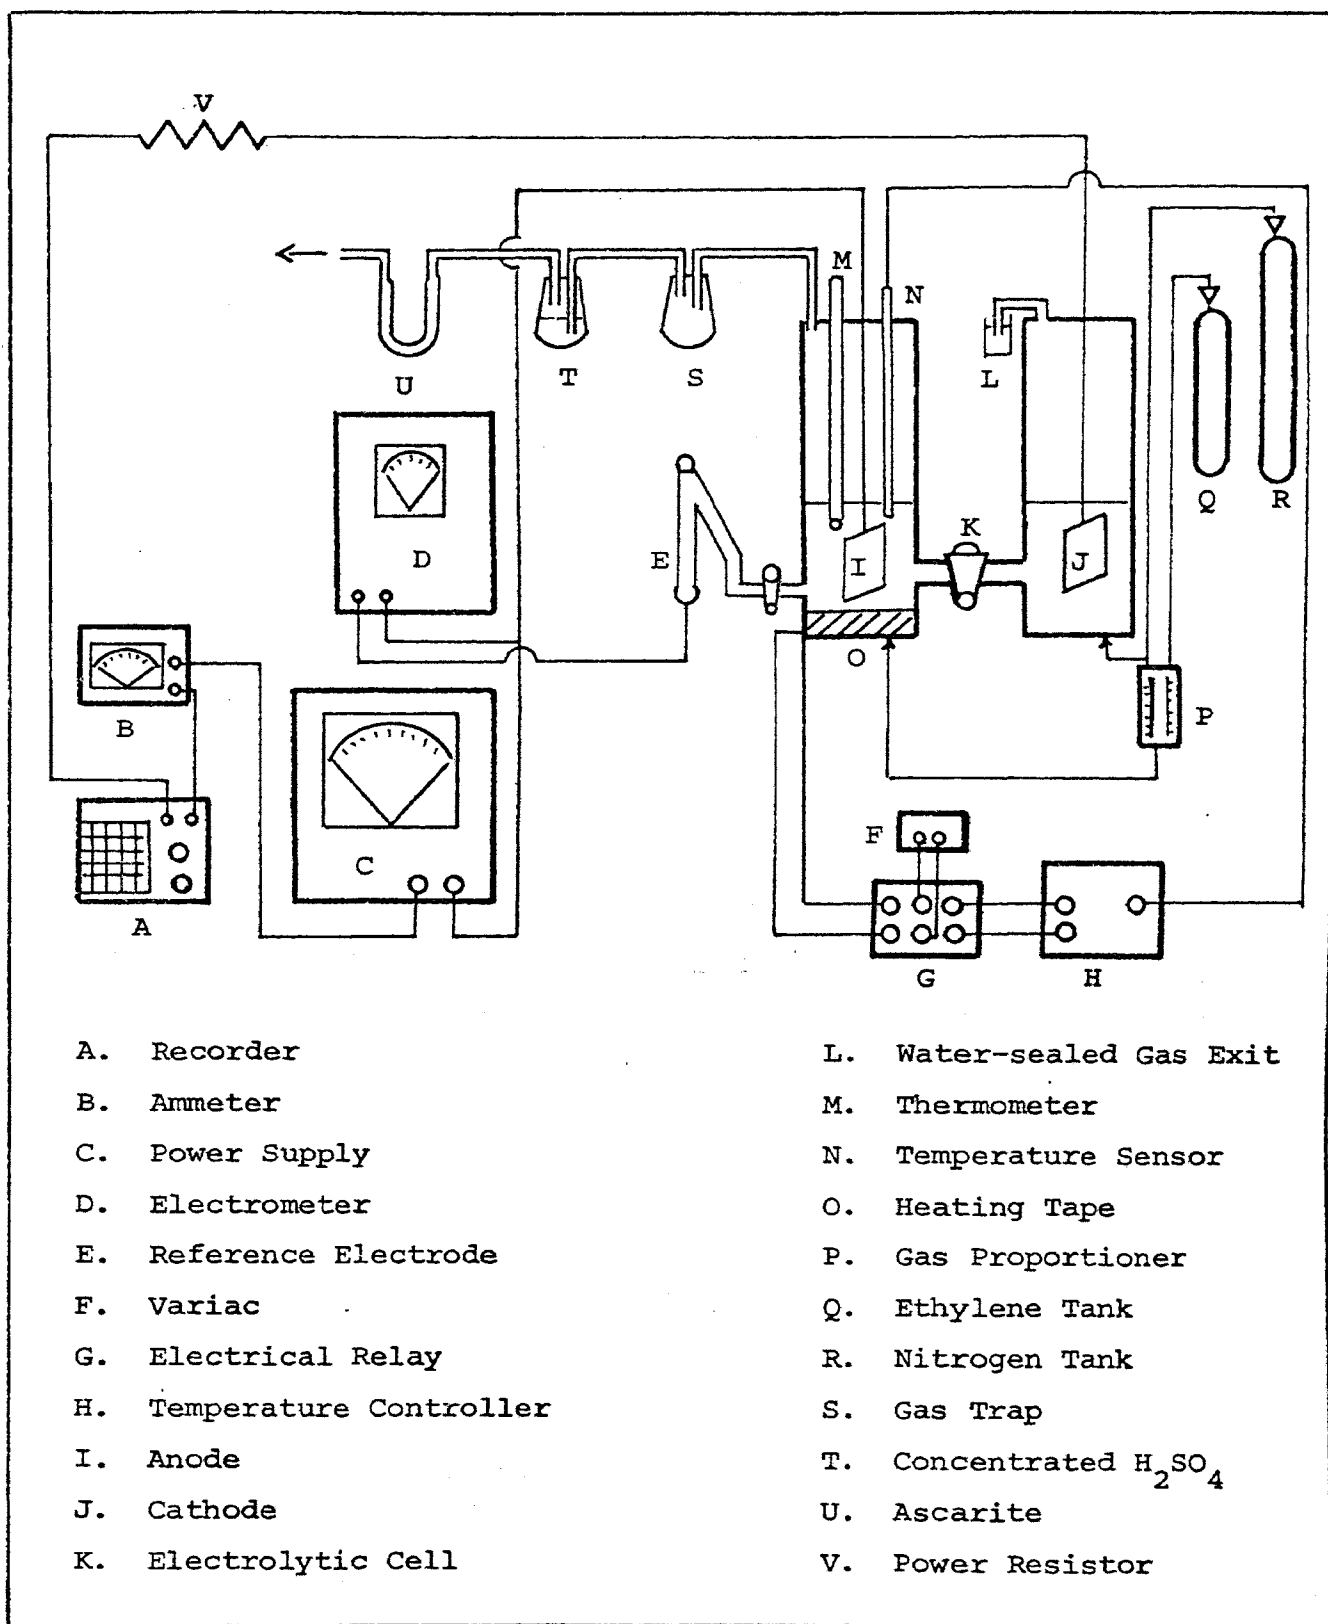 V
M
N
U
T
S
L
Q
R
D
E
K
I
J
O
B
P
C
F
A
G
H
A. Recorder
B. Ammeter
C. Power Supply
D. Electrometer
E. Reference Electrode
F. Variac
G. Electrical Relay
H. Temperature Controller
I. Anode
J. Cathode
K. Electrolytic Cell
L. Water-sealed Gas Exit
M. Thermometer
N. Temperature Sensor
O. Heating Tape
P. Gas Proportioner
Q. Ethylene Tank
R. Nitrogen Tank
S. Gas Trap
T. Concentrated H2SO4
U. Ascarite
V. Power Resistor